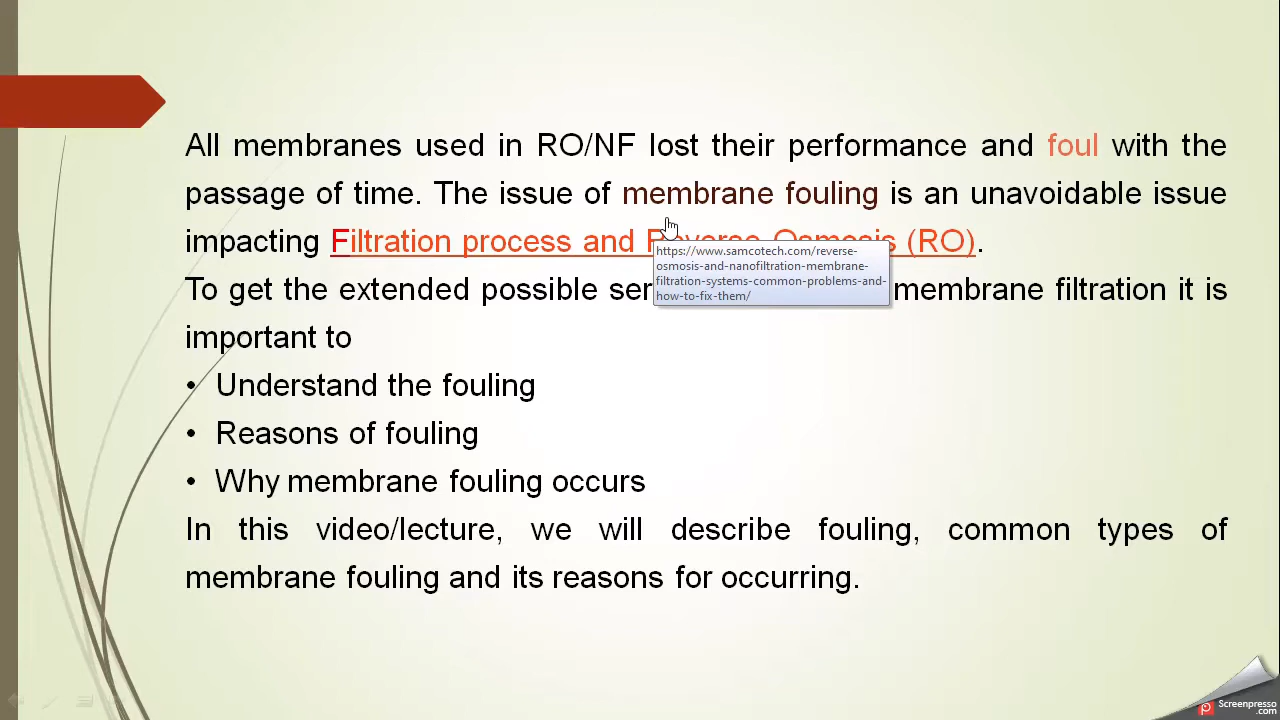 All membranes used in RO/NF lost their performance and foul with the
passage of time. The issue of membrane fouling is an unavoidable issue
impacting Filtration process and Reverse Osmosis (RO).
https://www.samcotech.com/reverse-
osmosis-and-nanofiltration-membrane-
filtration-systems-common-problems-and-
how-to-fix-them/
To get the extended possible membrane filtration it is
important to
• Understand the fouling
• Reasons of fouling
• Why membrane fouling occurs
In this video/lecture, we will describe fouling, common types of
membrane fouling and its reasons for occurring.
Screenpresso
.com